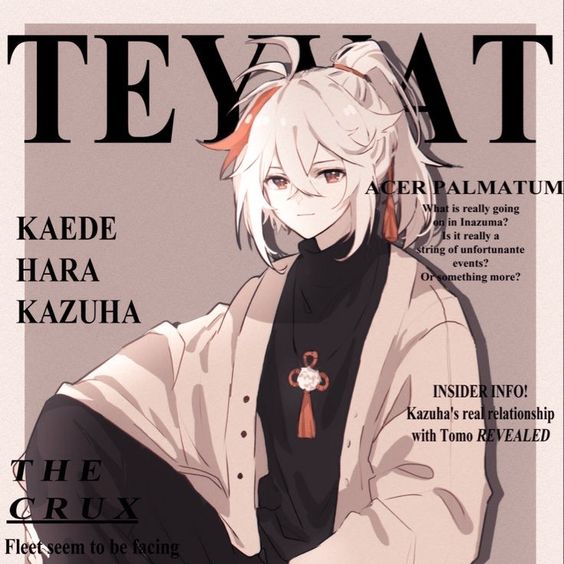 TEYVAT
ACER PALMATUM
What is really going
on in Inazuma?
Is it really a
string of unfortunante
events?
Or something more?
KAEDE
HARA
KAZUHA
INSIDER INFO!
Kazuha's real relationship
with Tomo REVEALED
THE
CRUX
Fleet seem to be facing